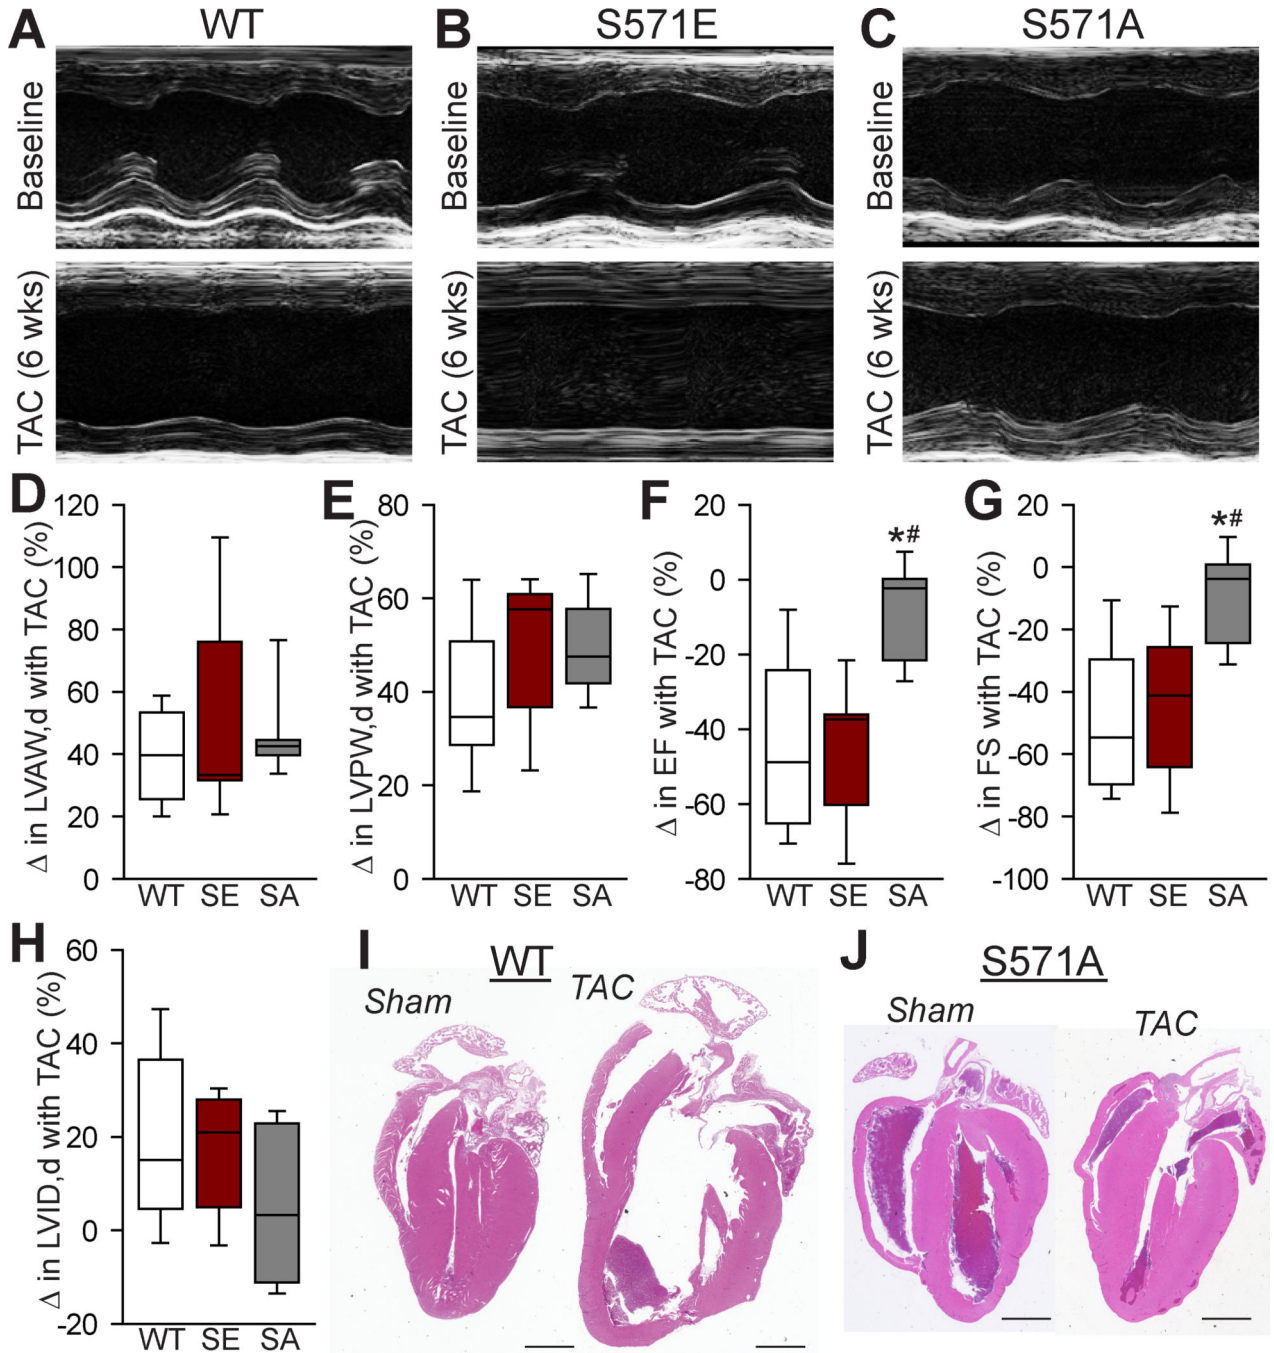 A WT
B S571E
C S571A
Baseline
Baseline
Baseline
TAC (6 wks)
TAC (6 wks)
TAC (6 wks)
D
Δ in LVAW,d with TAC (%)
120
100
80
60
40
20
0
WT SE SA
E
Δ in LVPW,d with TAC (%)
80
60
40
20
0
WT SE SA
F
Δ in EF with TAC (%)
20
0
-20
-40
-60
-80
*#
WT SE SA
G
Δ in FS with TAC (%)
20
0
-20
-40
-60
-80
-100
*#
WT SE SA
H
Δ in LVID,d with TAC (%)
60
40
20
0
-20
WT SE SA
I WT
Sham TAC
J S571A
Sham TAC